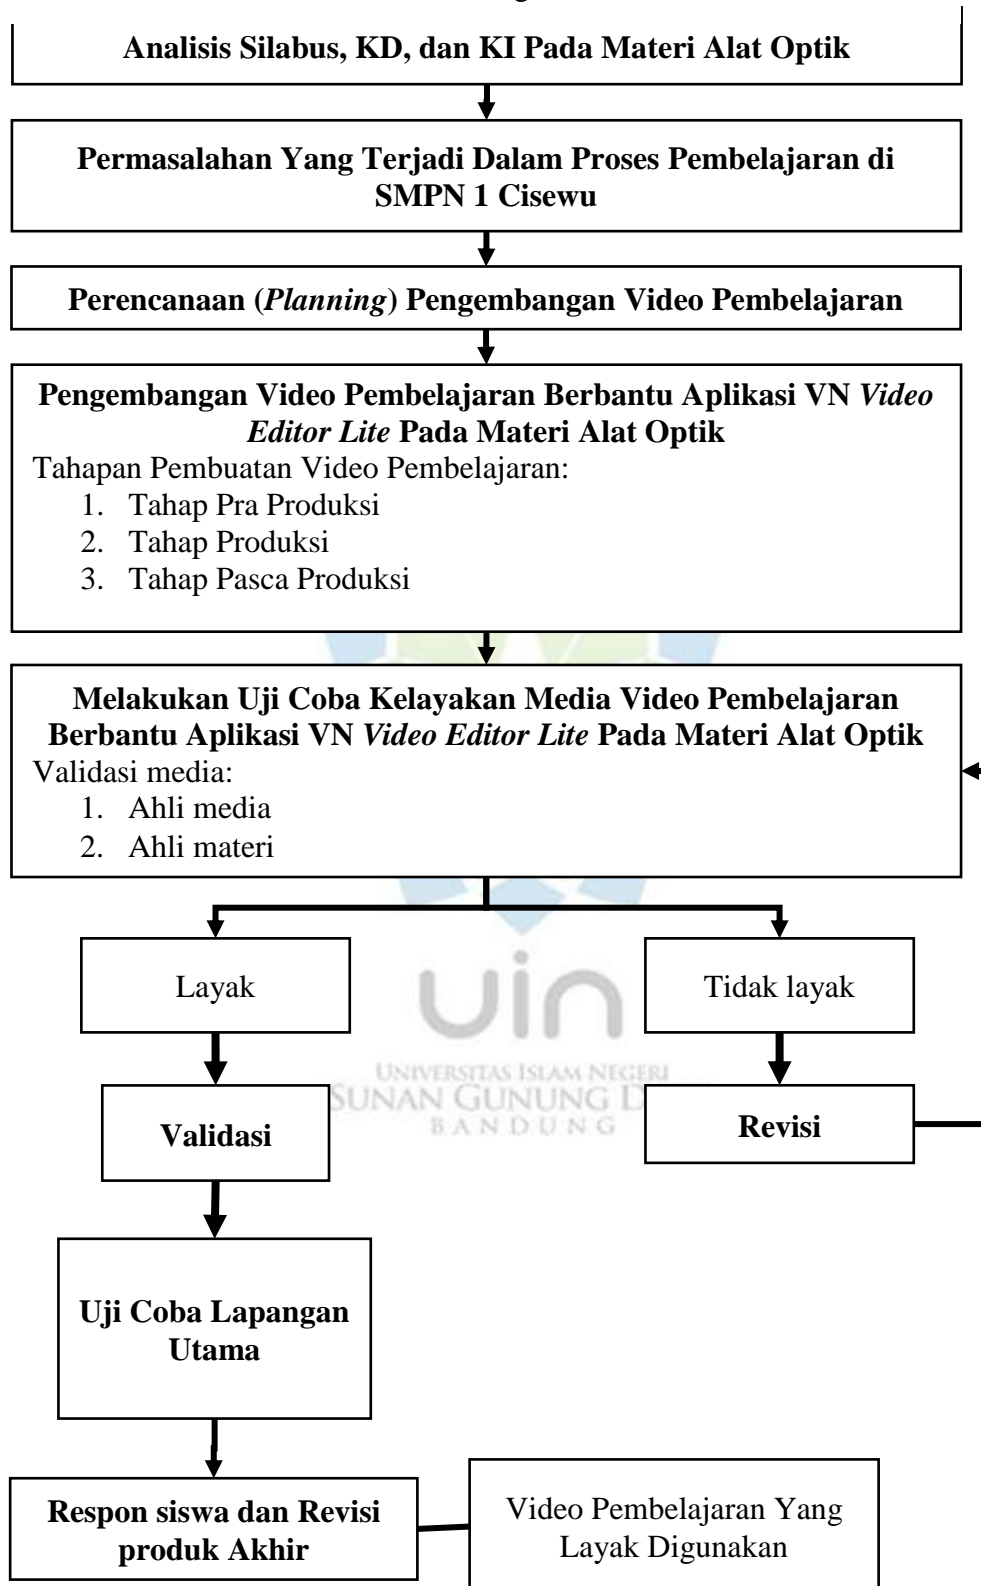 Analisis Silabus, KD, dan KI Pada Materi Alat Optik
Permasalahan Yang Terjadi Dalam Proses Pembelajaran di
SMPN 1 Cisewu
Perencanaan (Planning) Pengembangan Video Pembelajaran
Pengembangan Video Pembelajaran Berbantu Aplikasi VN Video
Editor Lite Pada Materi Alat Optik
Tahapan Pembuatan Video Pembelajaran:
1. Tahap Pra Produksi
2. Tahap Produksi
3. Tahap Pasca Produksi
Melakukan Uji Coba Kelayakan Media Video Pembelajaran
Berbantu Aplikasi VN Video Editor Lite Pada Materi Alat Optik
Validasi media:
1. Ahli media
2. Ahli materi
Layak
Tidak layak
uin
UNIVERSITAS ISLAM NEGERI
SUNAN GUNUNG
BANDUNG
Validasi
Revisi
Uji Coba Lapangan
Utama
Respon siswa dan Revisi
produk Akhir
Video Pembelajaran Yang
Layak Digunakan